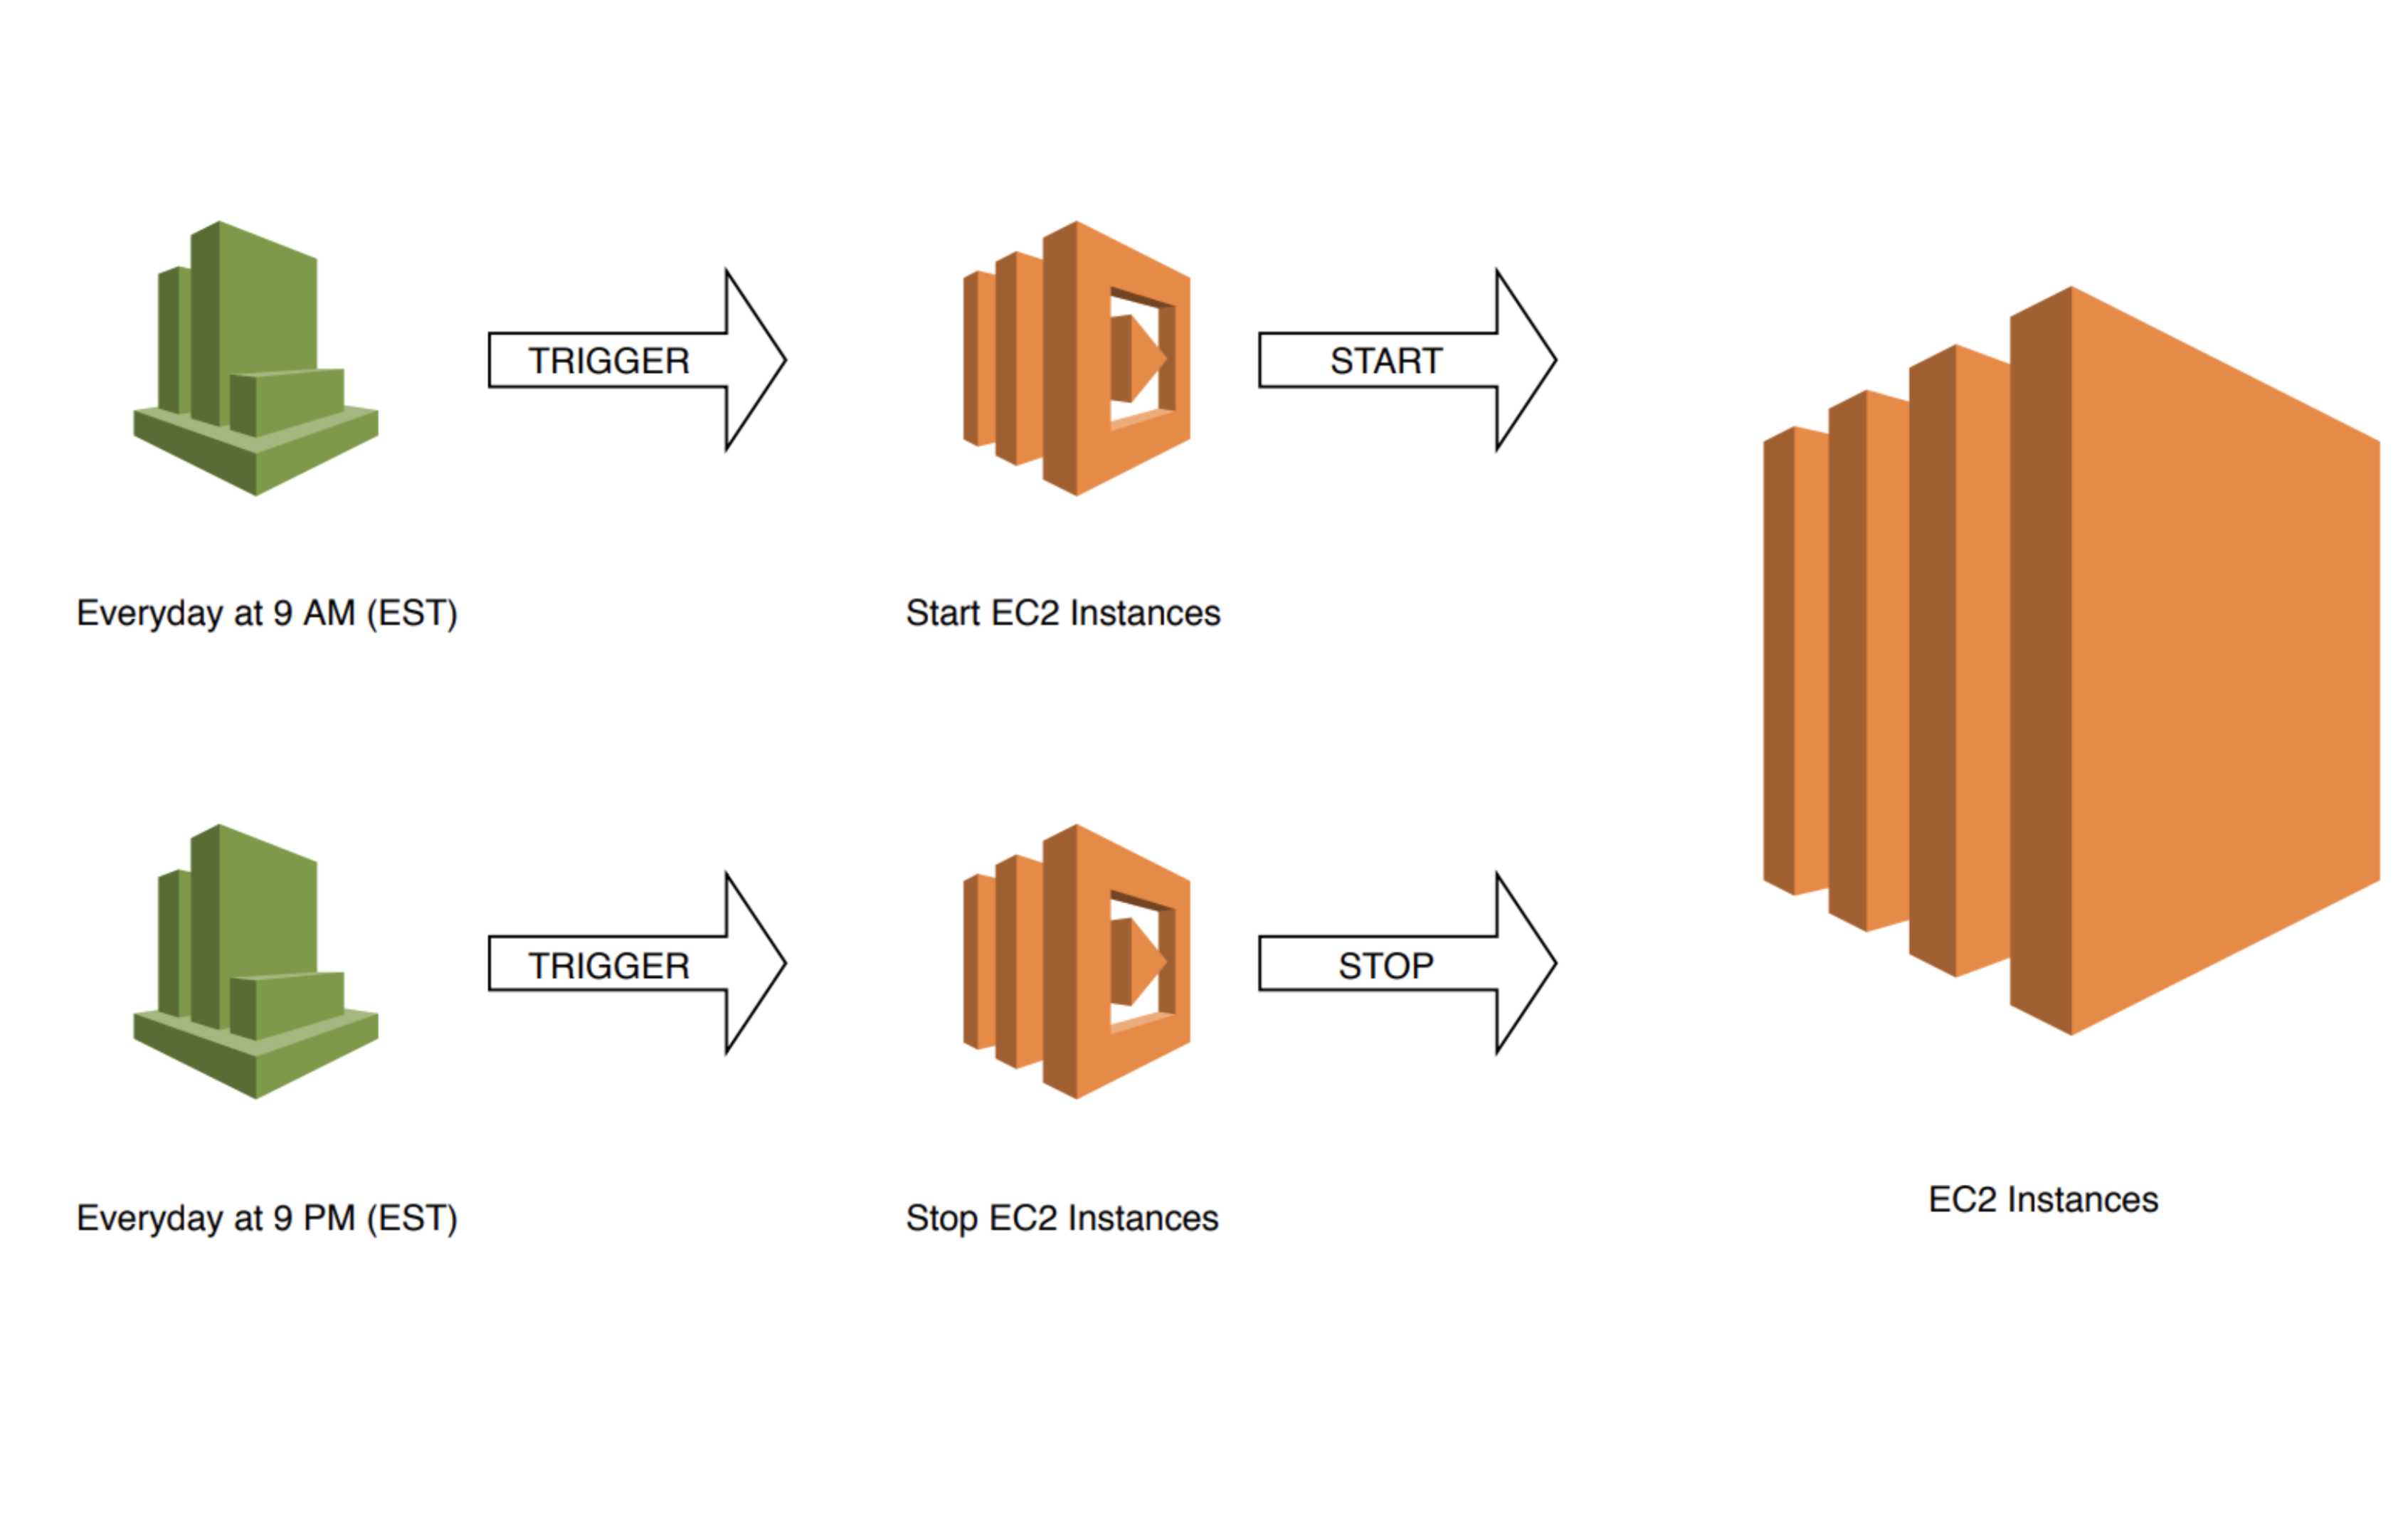 TRIGGER
START
Everyday at 9 AM (EST)
Start EC2 Instances
TRIGGER
STOP
Everyday at 9 PM (EST)
Stop EC2 Instances
EC2 Instances